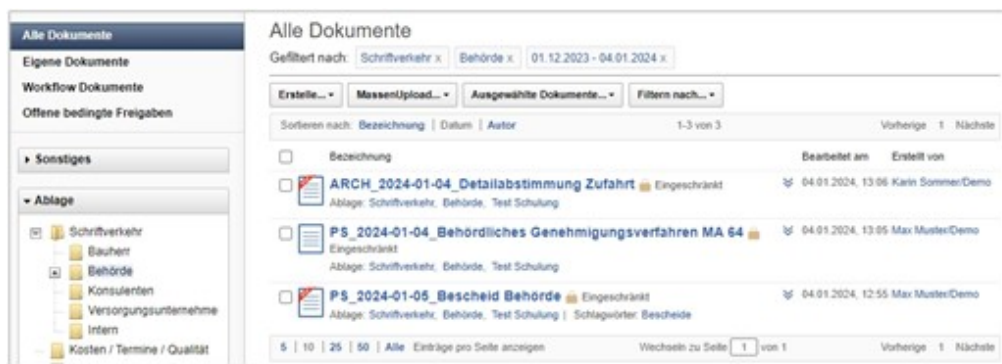 Alle Dokumente
Eigene Dokumente
Workflow Dokumente
Offene bedingte Freigaben
Sonstiges
Ablage
Schriftverkehr
Bauherr
Behörde
Konsulenten
Versorgungsunternehme
Intern
Kosten / Termine / Qualität
Alle Dokumente
Gefiltert nach: Schriftverkehr x Behörde x 01.12.2023 - 04.01.2024 x
Erstelle... MassenUpload... Ausgewählte Dokumente... Filtern nach...
Sortieren nach: Bezeichnung | Datum | Autor 1-3 von 3 Vorherige 1 Nächste
Bezeichnung Bearbeitet am Erstellt von
ARCH_2024-01-04_Detailabstimmung Zufahrt Eingeschränkt 04.01.2024, 13:06 Karin Sommer/Demo
Ablage: Schriftverkehr, Behörde, Test Schulung
PS_2024-01-04_Behördliches Genehmigungsverfahren MA 64 04.01.2024, 13:05 Max Muster/Demo
Eingeschränkt
Ablage: Schriftverkehr, Behörde, Test Schulung
PS_2024-01-05_Bescheid Behörde Eingeschränkt 04.01.2024, 12:55 Max Muster/Demo
Ablage: Schriftverkehr, Behörde, Test Schulung | Schlagwörter: Bescheide
5 | 10 | 25 | 50 | Alle Einträge pro Seite anzeigen Wechseln zu Seite 1 von 1 Vorherige 1 Nächste